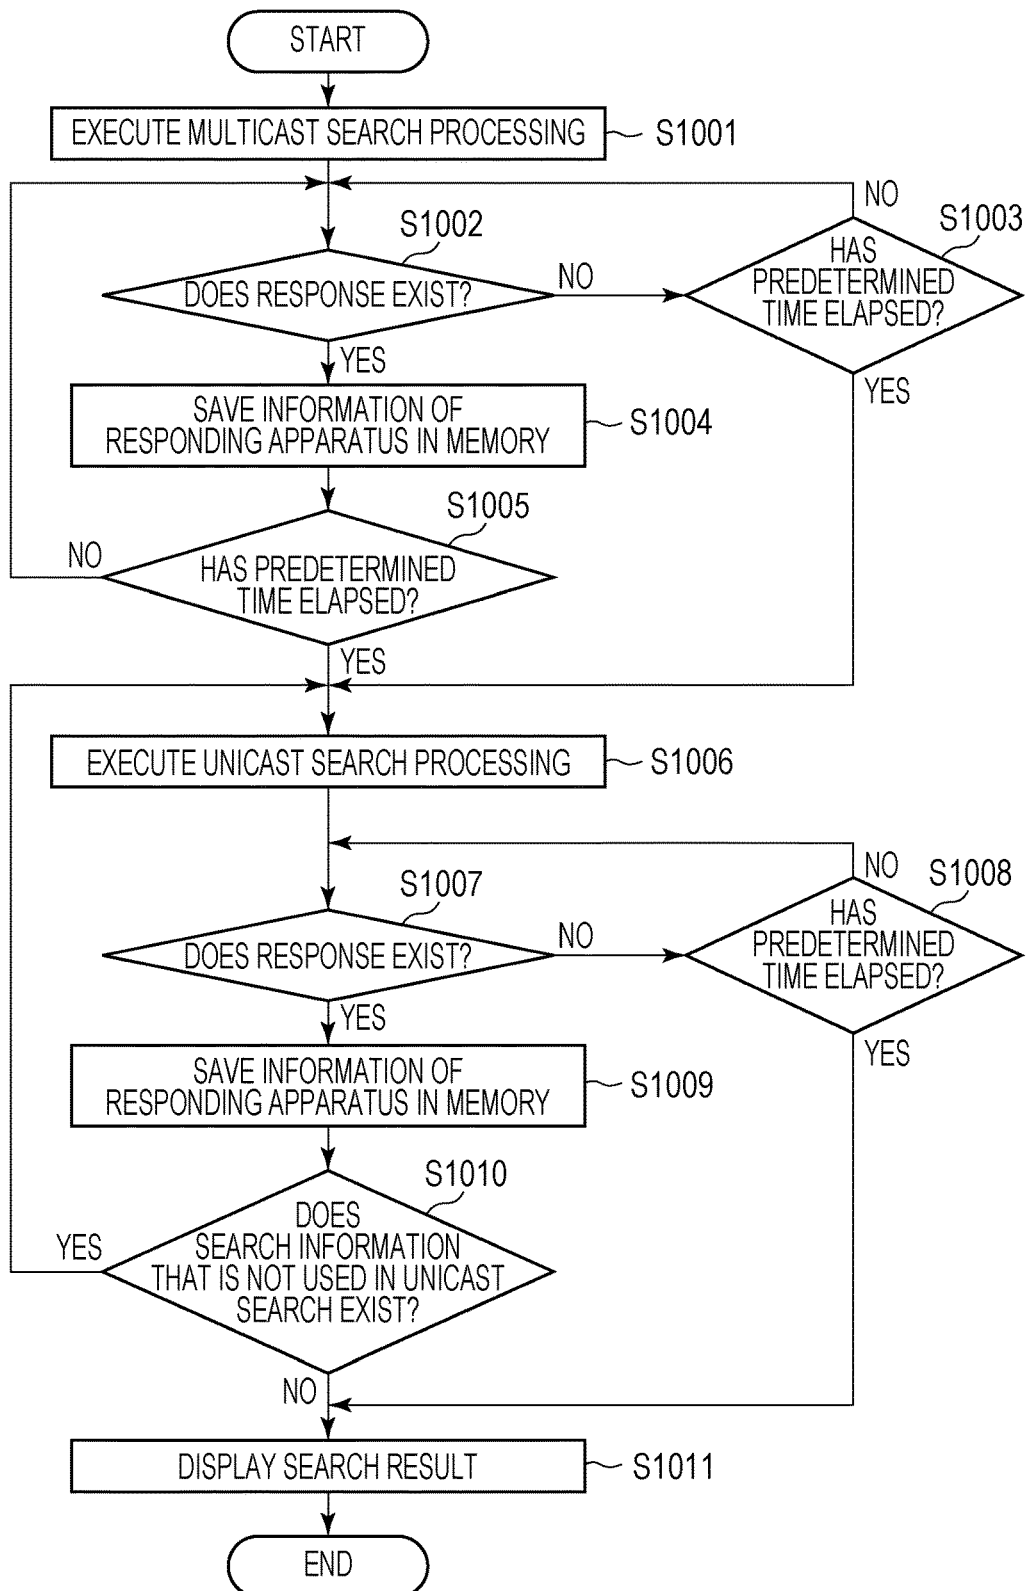 START
EXECUTE MULTICAST SEARCH PROCESSING
S1001
NO
S1003
HAS
PREDETERMINED
TIME ELAPSED?
YES
S1002
DOES RESPONSE EXIST?
NO
YES
SAVE INFORMATION OF
RESPONDING APPARATUS IN MEMORY
S1004
S1005
NO
HAS PREDETERMINED
TIME ELAPSED?
YES
EXECUTE UNICAST SEARCH PROCESSING
S1006
NO
S1008
HAS
PREDETERMINED
TIME ELAPSED?
YES
S1007
DOES RESPONSE EXIST?
NO
YES
SAVE INFORMATION OF
RESPONDING APPARATUS IN MEMORY
S1009
S1010
YES
DOES
SEARCH INFORMATION
THAT IS NOT USED IN UNICAST
SEARCH EXIST?
NO
DISPLAY SEARCH RESULT
S1011
END